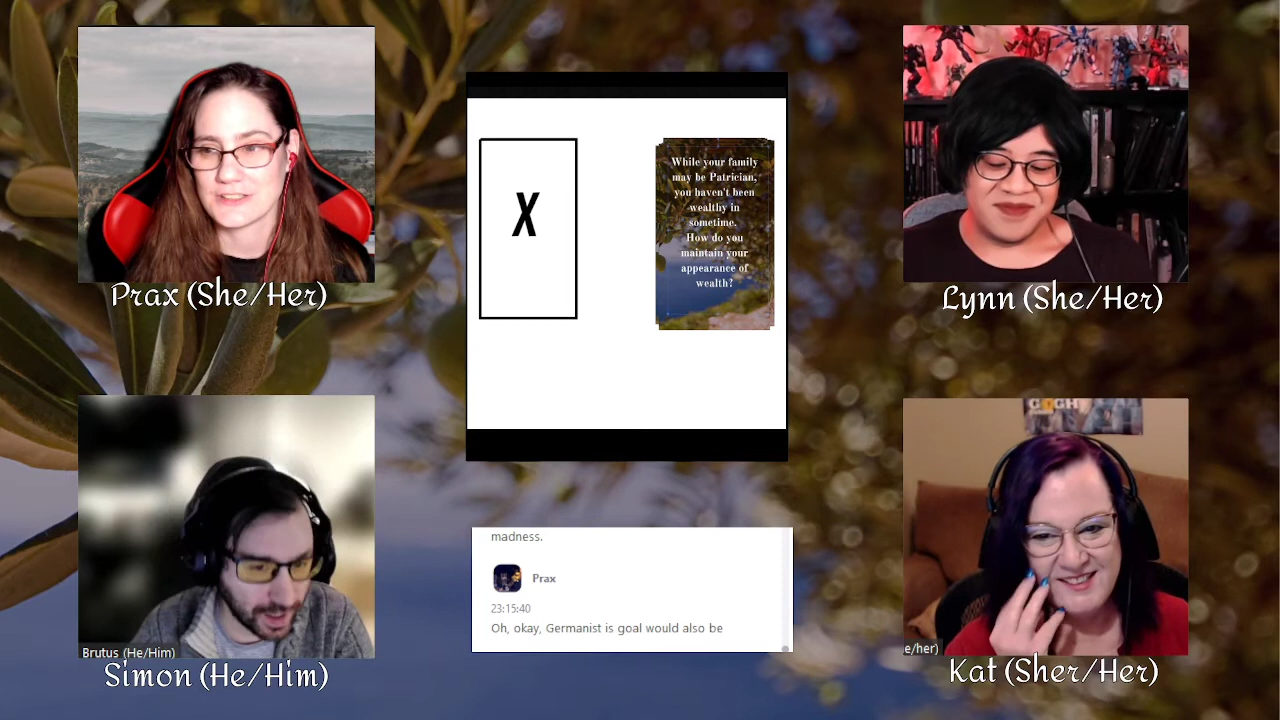 GOGH
X
While your family
may be Patrician,
you haven't been
wealthy in
sometime.
How do you
maintain your
appearance of
wealth?
Prax (She/Her)
Lynn (She/Her)
madness.
Prax
23:15:40
Oh, okay, Germanist is goal would also be
Brutus (He/Him)
Simon (He/Him)
e/her)
Kat (Sher/Her)